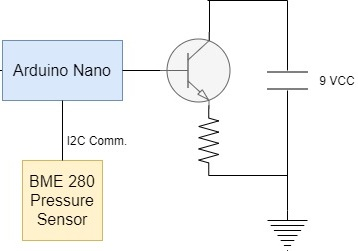 Arduino Nano
9 VCC
I2C Comm.
BME 280
Pressure
Sensor